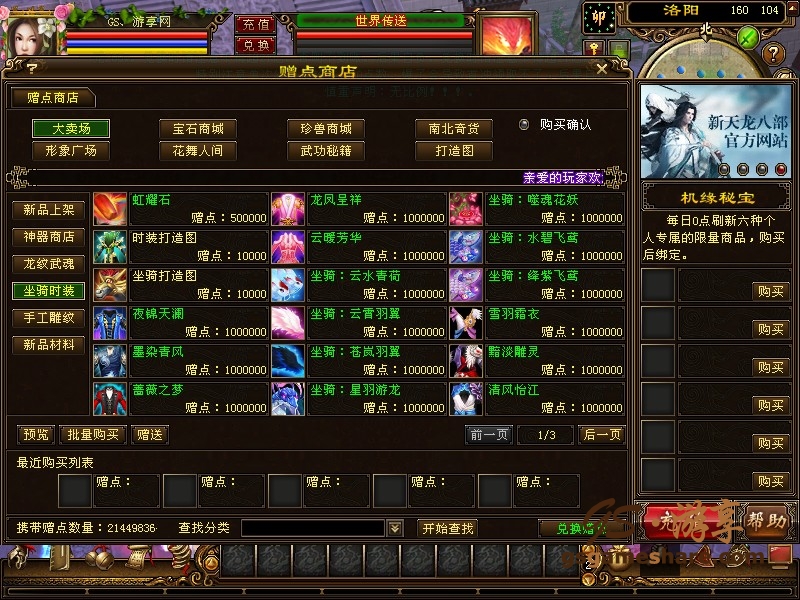 GS、游享网
充值
兑换
世界传送
卯
洛阳 160 104
北
?
? 赠点商店 ×
赠点商店
大卖场 宝石商城 珍兽商城 南北奇货 购买确认
形象广场 花舞人间 武功秘籍 打造图
亲爱的玩家欢
新天龙八部
官方网站
新品上架
神器商店
龙纹武魂
坐骑时装
手工雕纹
新品材料
虹耀石
赠点：500000
龙凤呈祥
赠点：1000000
坐骑：噬魂花妖
赠点：1000000
时装打造图
赠点：10000
云暖芳华
赠点：1000000
坐骑：水碧飞鸢
赠点：1000000
坐骑打造图
赠点：10000
坐骑：云水青荷
赠点：1000000
坐骑：绛紫飞鸢
赠点：1000000
夜锦天澜
赠点：1000000
坐骑：云霄羽翼
赠点：1000000
雪羽霜衣
赠点：1000000
墨染青风
赠点：1000000
坐骑：苍岚羽翼
赠点：1000000
黯淡雕灵
赠点：1000000
蔷薇之梦
赠点：1000000
坐骑：星羽游龙
赠点：1000000
清风怡江
赠点：1000000
机缘秘宝
每日0点刷新六种个
人专属的限量商品，购买
后绑定。
购买
购买
购买
购买
购买
购买
预览 批量购买 赠送 前一页 1/3 后一页
最近购买列表
赠点： 赠点： 赠点： 赠点： 赠点：
携带赠点数量：21449836 查找分类 开始查找 兑换赠点
帮助
GS、游享